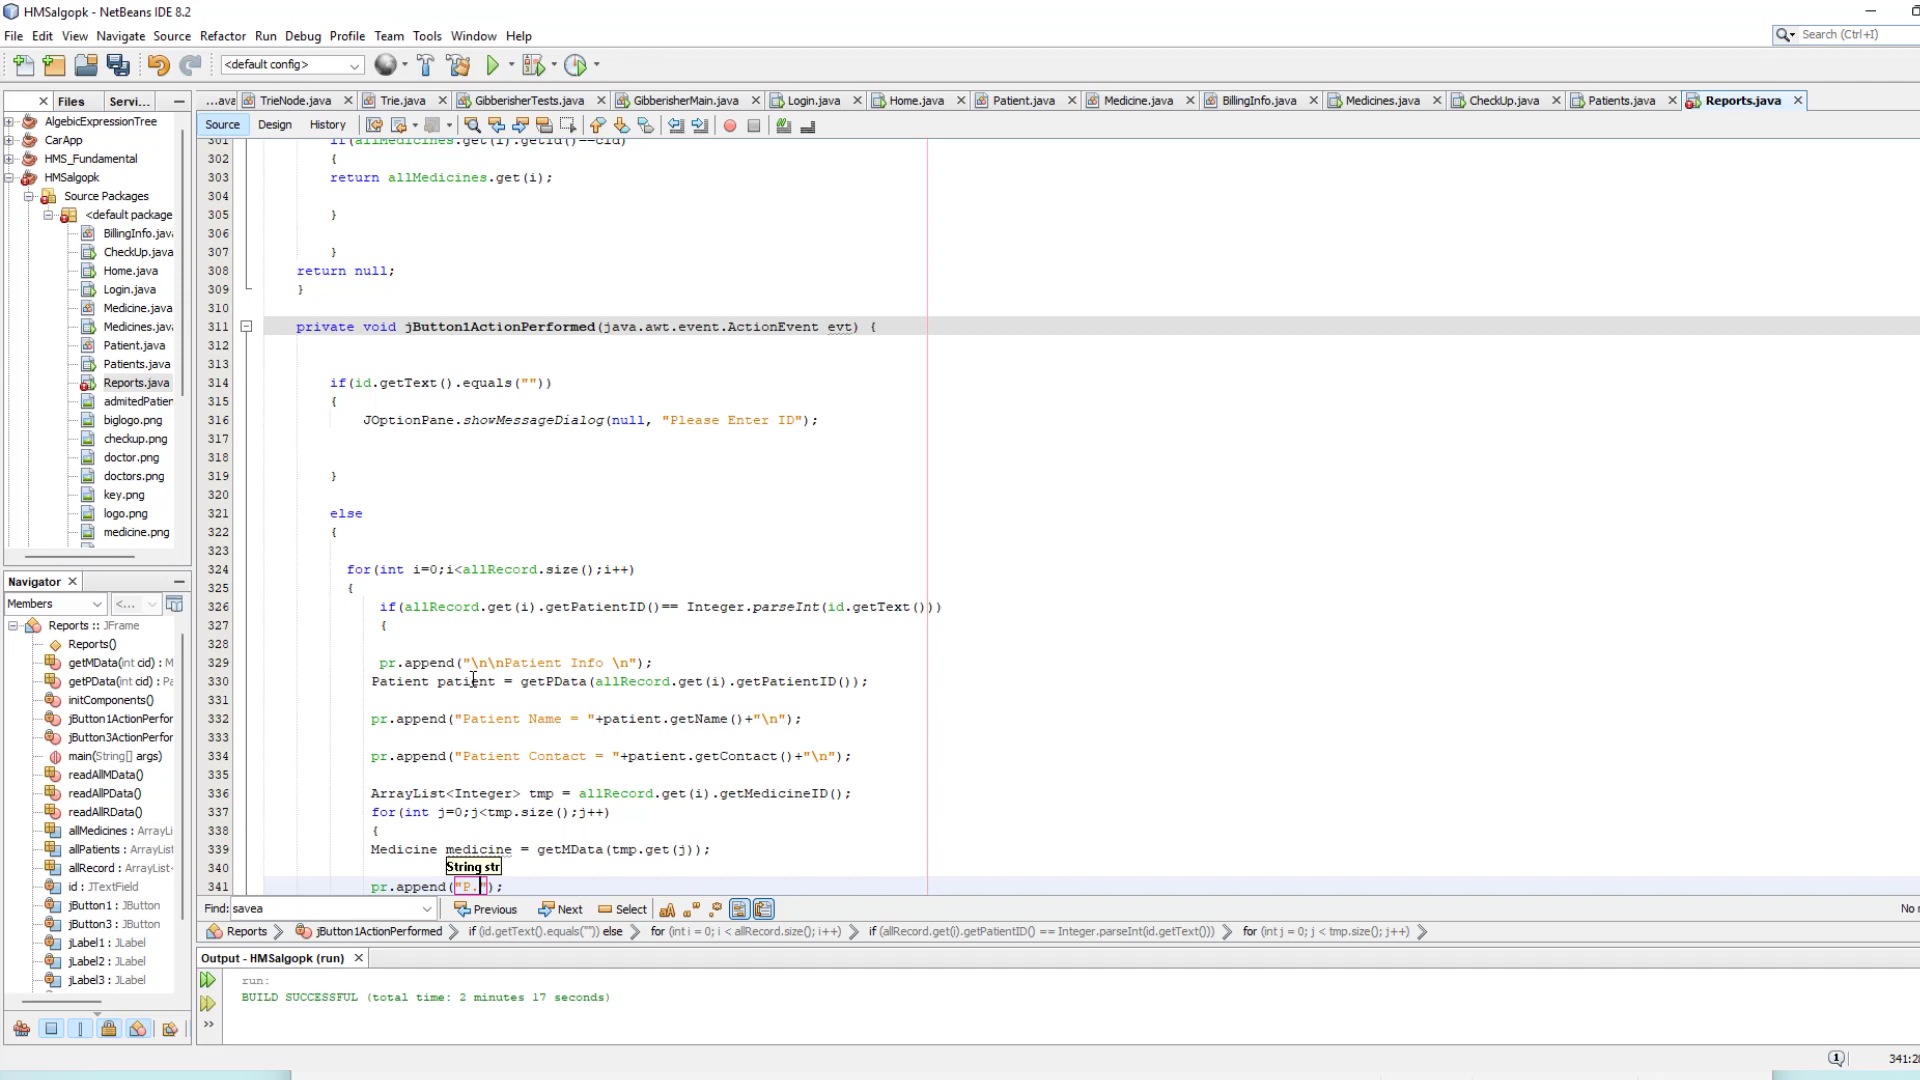 HMSalgopk - NetBeans IDE 8.2
File Edit View Navigate Source Refactor Run Debug Profile Team Tools Window Help
Search (Ctrl+I)
<default config>
Files Servi...
...ava TrieNode.java Trie.java GibberisherTests.java GibberisherMain.java Login.java Home.java Patient.java Medicine.java BillingInfo.java Medicines.java CheckUp.java Patients.java Reports.java
Source Design History
AlgebicExpressionTree
CarApp
HMS_Fundamental
HMSalgopk
Source Packages
<default package
BillingInfo.jav
CheckUp.java
Home.java
Login.java
Medicine.java
Medicines.java
Patient.java
Patients.java
Reports.java
admitedPatien
biglogo.png
checkup.png
doctor.png
doctors.png
key.png
logo.png
medicine.png
Navigator
Members <...
Reports :: JFrame
Reports()
getMData(int cid) : M
getPData(int cid) : Pa
initComponents()
jButton1ActionPerfor
jButton3ActionPerfor
main(String[] args)
readAllMData()
readAllPData()
readAllRData()
allMedicines : ArrayLi
allPatients : ArrayList
allRecord : ArrayList<
id : JTextField
jButton1 : JButton
jButton3 : JButton
jLabel1 : JLabel
jLabel2 : JLabel
jLabel3 : JLabel
301 if(allMedicines.get(i).getId()==cid)
302 {
303 return allMedicines.get(i);
304
305 }
306
307 }
308 return null;
309 }
310
311 private void jButton1ActionPerformed(java.awt.event.ActionEvent evt) {
312
313
314 if(id.getText().equals(""))
315 {
316 JOptionPane.showMessageDialog(null, "Please Enter ID");
317
318
319 }
320
321 else
322 {
323
324 for(int i=0;i<allRecord.size();i++)
325 {
326 if(allRecord.get(i).getPatientID()== Integer.parseInt(id.getText()))
327 {
328
329 pr.append("\n\nPatient Info \n");
330 Patient patient = getPData(allRecord.get(i).getPatientID());
331
332 pr.append("Patient Name = "+patient.getName()+"\n");
333
334 pr.append("Patient Contact = "+patient.getContact()+"\n");
335
336 ArrayList<Integer> tmp = allRecord.get(i).getMedicineID();
337 for(int j=0;j<tmp.size();j++)
338 {
339 Medicine medicine = getMData(tmp.get(j));
340 String str
341 pr.append("P.");
Find: savea Previous Next Select
Reports jButton1ActionPerformed if (id.getText().equals("")) else for (int i = 0; i < allRecord.size(); i++) if (allRecord.get(i).getPatientID() == Integer.parseInt(id.getText())) for (int j = 0; j < tmp.size(); j++)
Output - HMSalgopk (run)
run:
BUILD SUCCESSFUL (total time: 2 minutes 17 seconds)